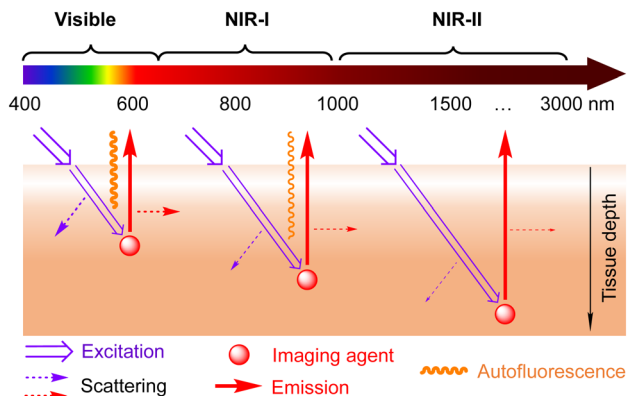 Visible NIR-I NIR-II
400 600 800 1000 1500 ... 3000 nm
Tissue depth
Excitation Imaging agent Autofluorescence
Scattering Emission